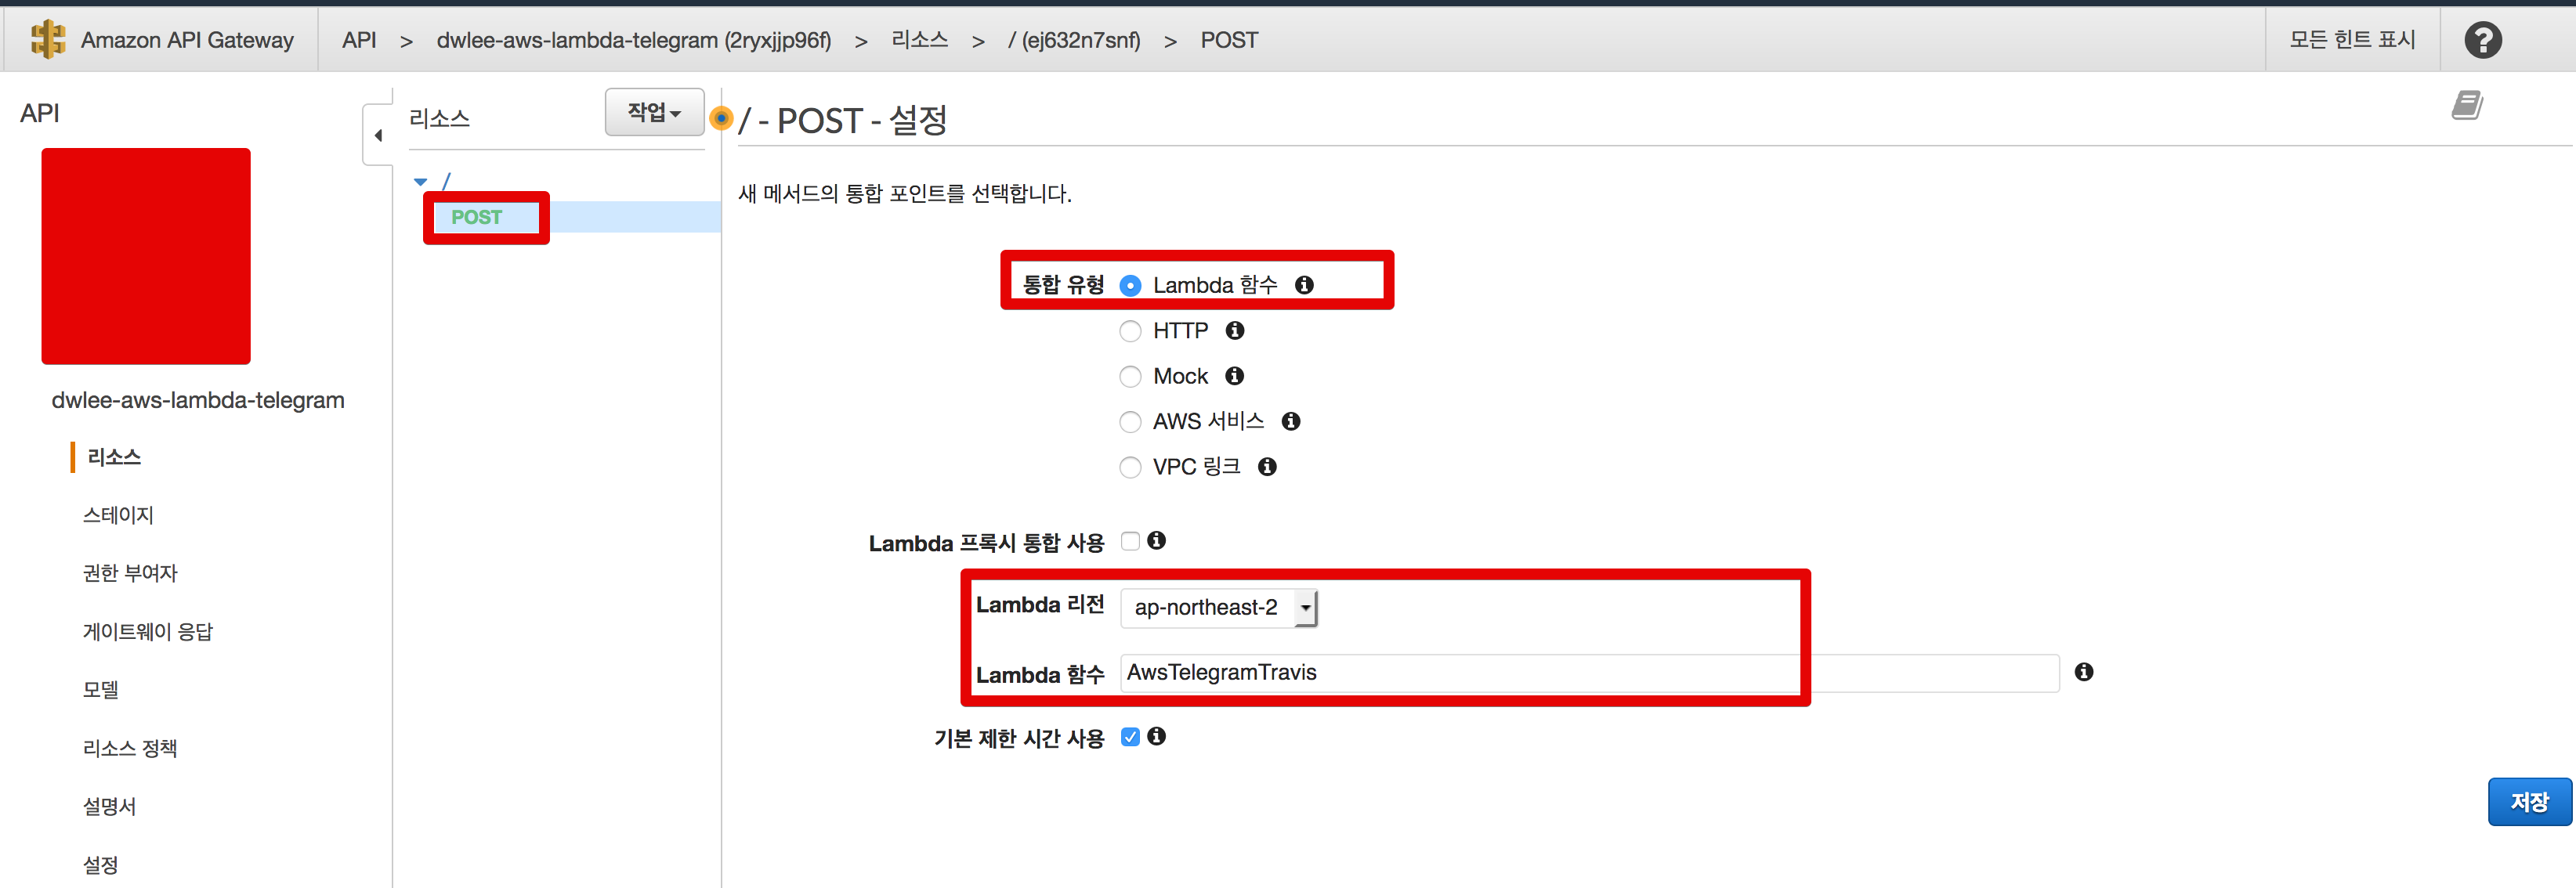 Amazon API Gateway
API > dwlee-aws-lambda-telegram (2ryxjjp96f) > 리소스 > / (ej632n7snf) > POST
모든 힌트 표시
?
API
dwlee-aws-lambda-telegram
리소스
스테이지
권한 부여자
게이트웨이 응답
모델
리소스 정책
설명서
설정
리소스
작업
/
POST
/ - POST - 설정
새 메서드의 통합 포인트를 선택합니다.
통합 유형 Lambda 함수
HTTP
Mock
AWS 서비스
VPC 링크
Lambda 프록시 통합 사용
Lambda 리전 ap-northeast-2
Lambda 함수 AwsTelegramTravis
기본 제한 시간 사용
저장